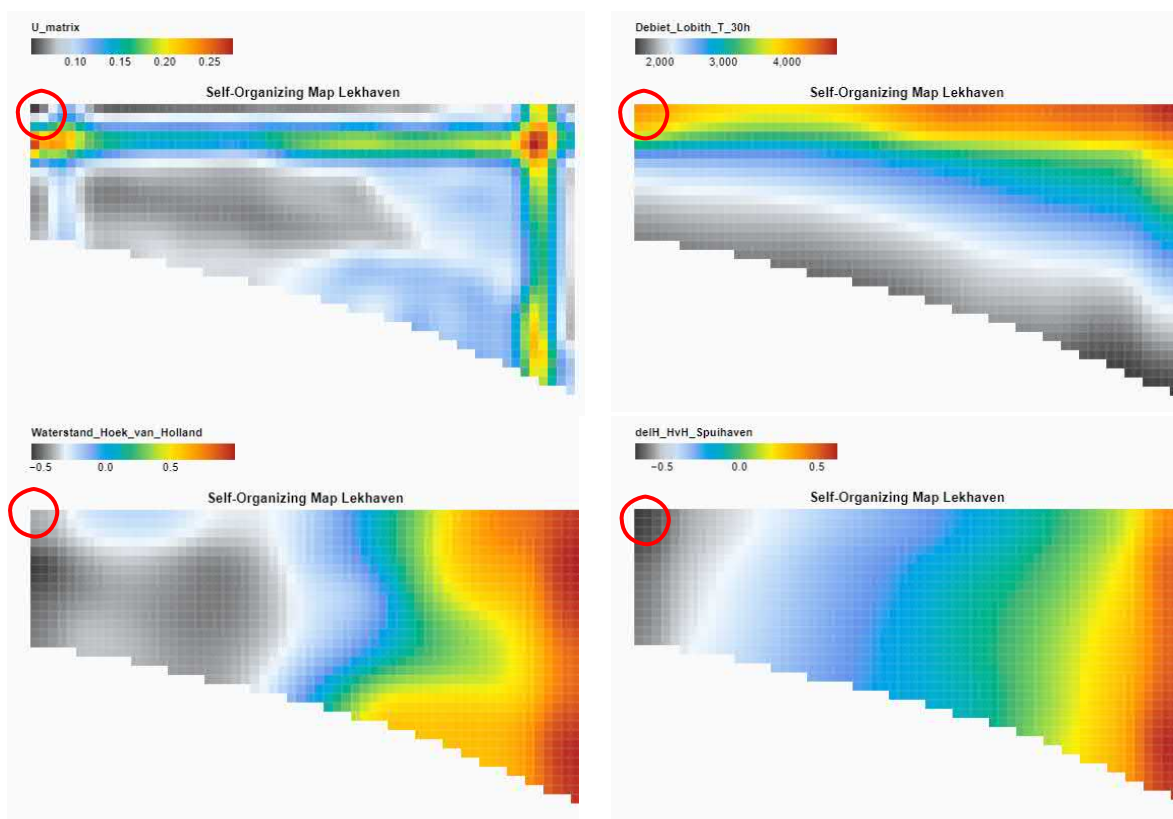 U_matrix
0.10 0.15 0.20 0.25
Self-Organizing Map Lekhaven
Debiet_Lobith_T_30h
2,000 3,000 4,000
Self-Organizing Map Lekhaven
Waterstand_Hoek_van_Holland
−0.5 0.0 0.5
Self-Organizing Map Lekhaven
delH_HvH_Spuihaven
−0.5 0.0 0.5
Self-Organizing Map Lekhaven